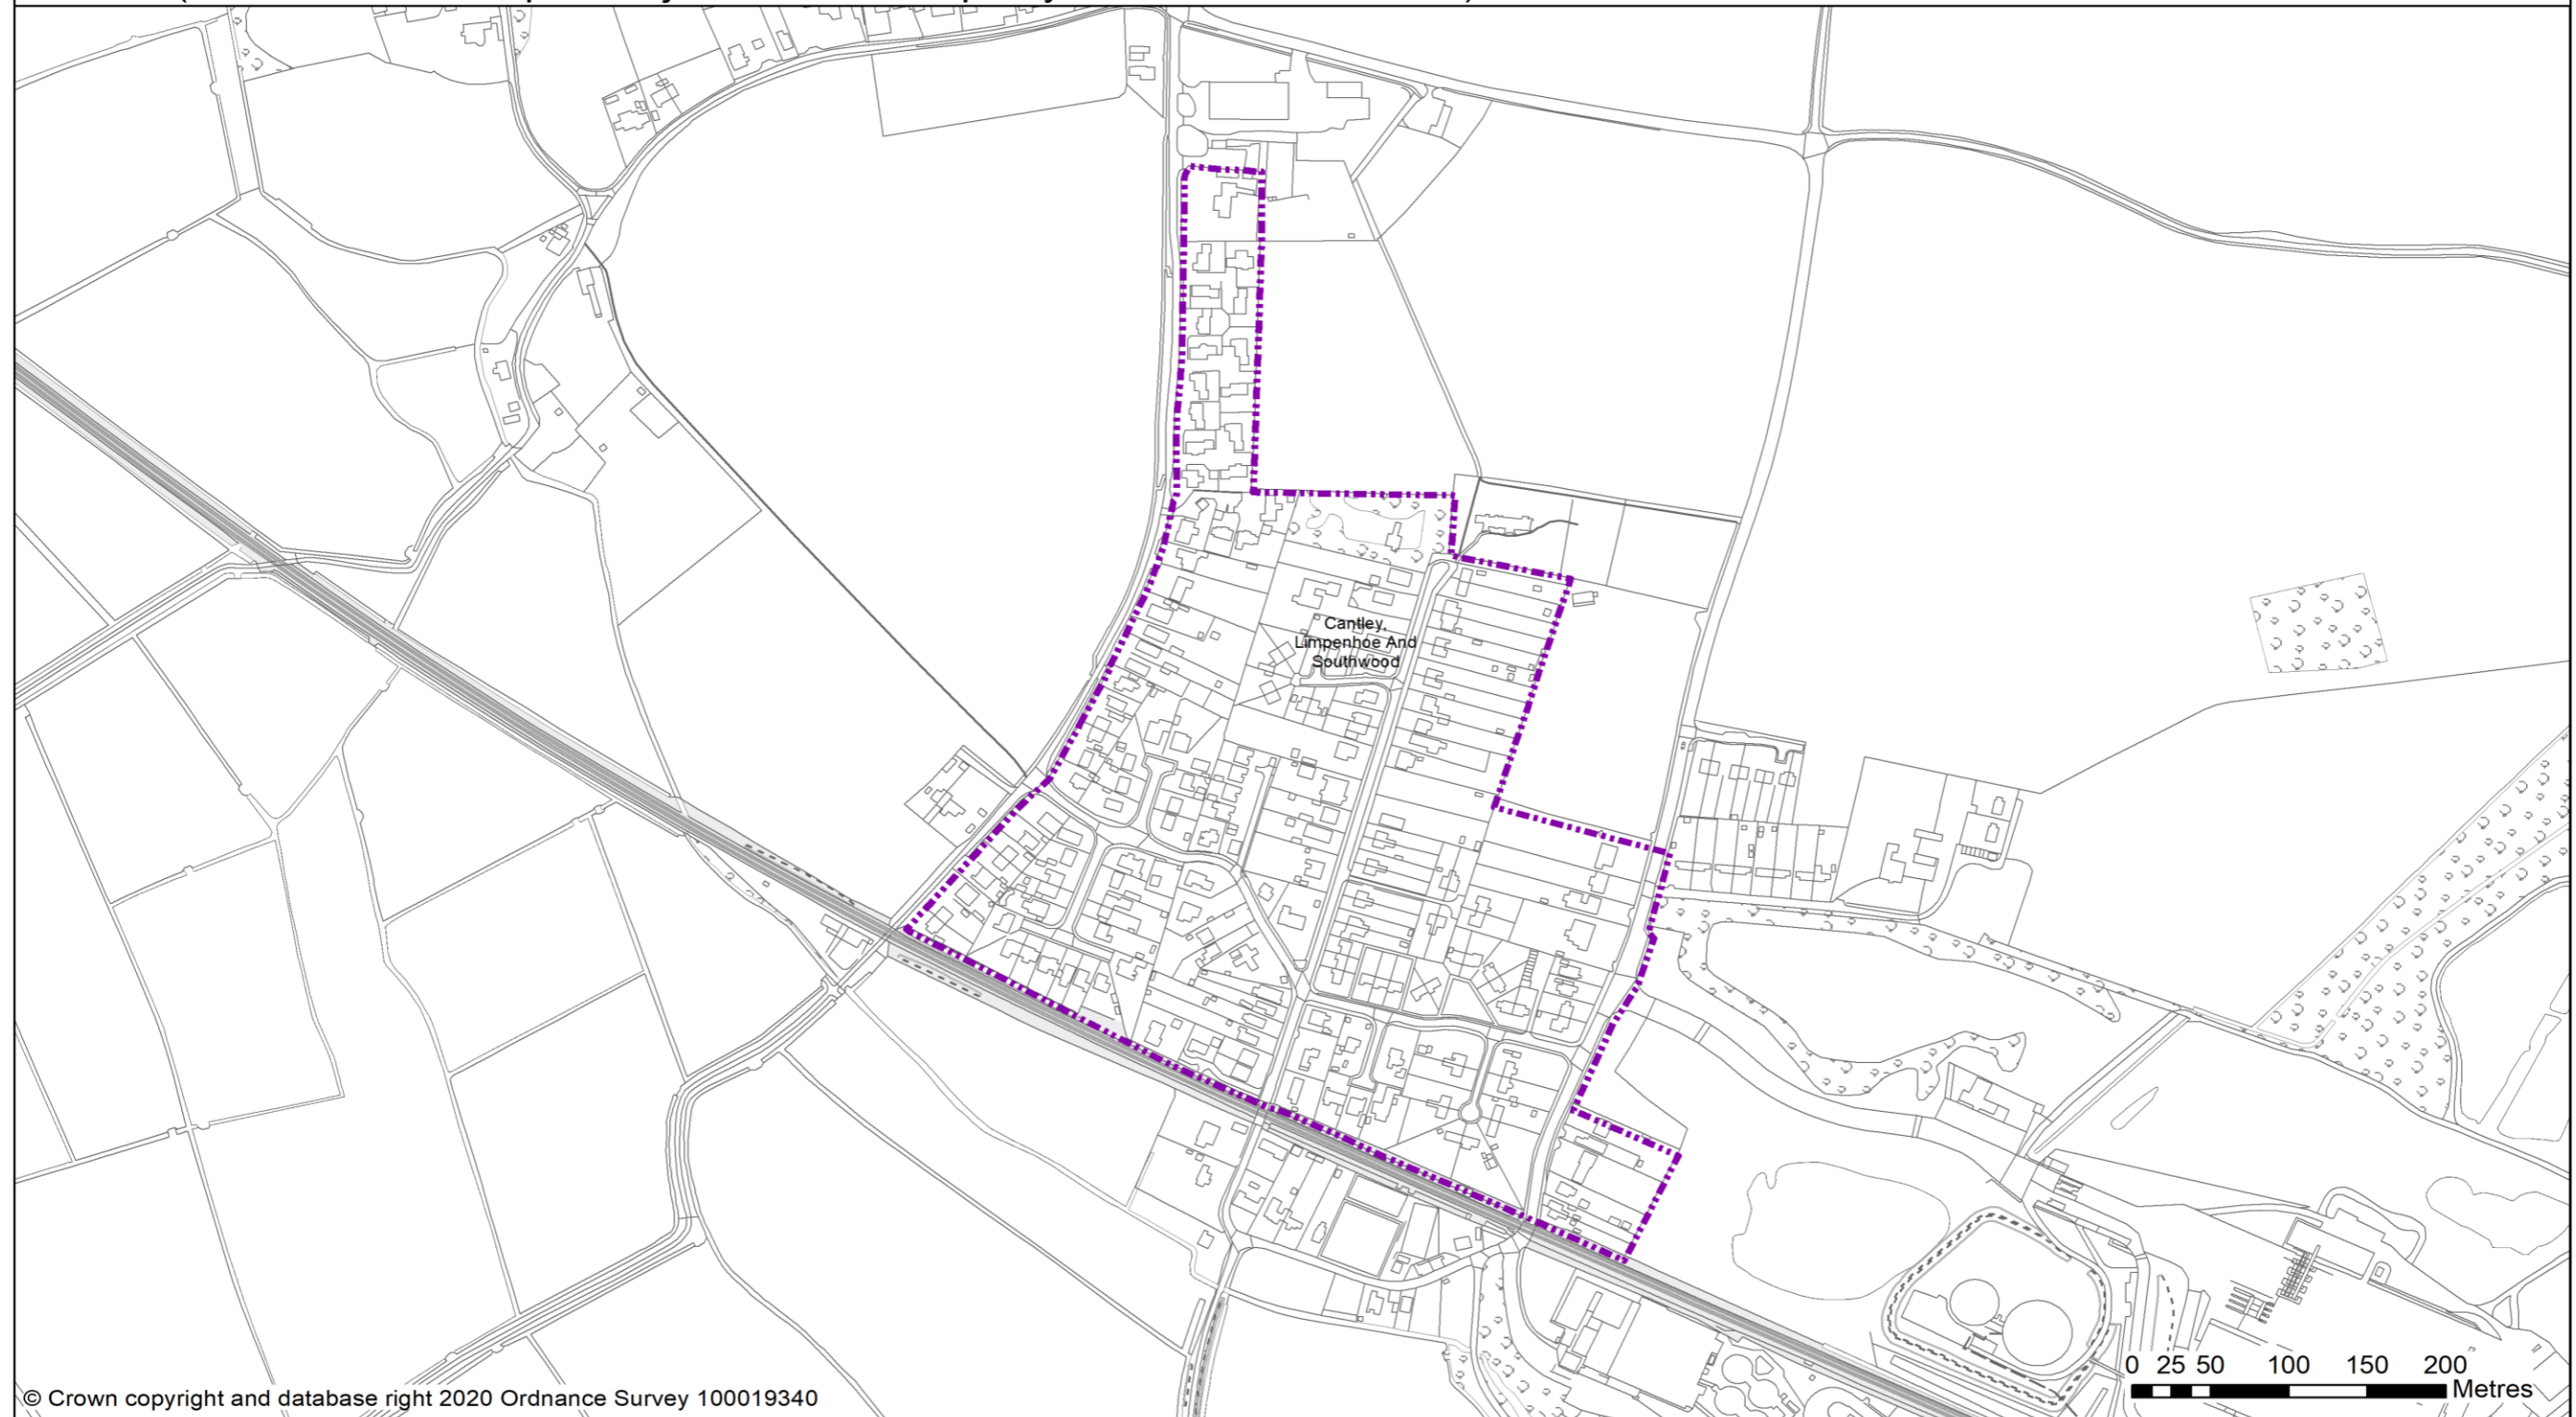 Cantley,
Limpenhoe And
Southwood
0 25 50 100 150 200
Metres
© Crown copyright and database right 2020 Ordnance Survey 100019340